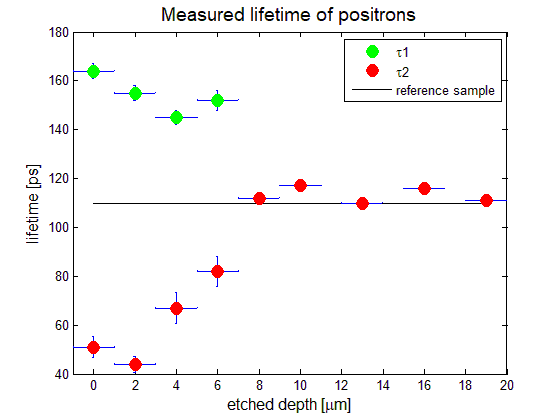 Measured lifetime of positrons
τ1
τ2
reference sample
lifetime [ps]
180
160
140
120
100
80
60
40
0 2 4 6 8 10 12 14 16 18 20
etched depth [μm]